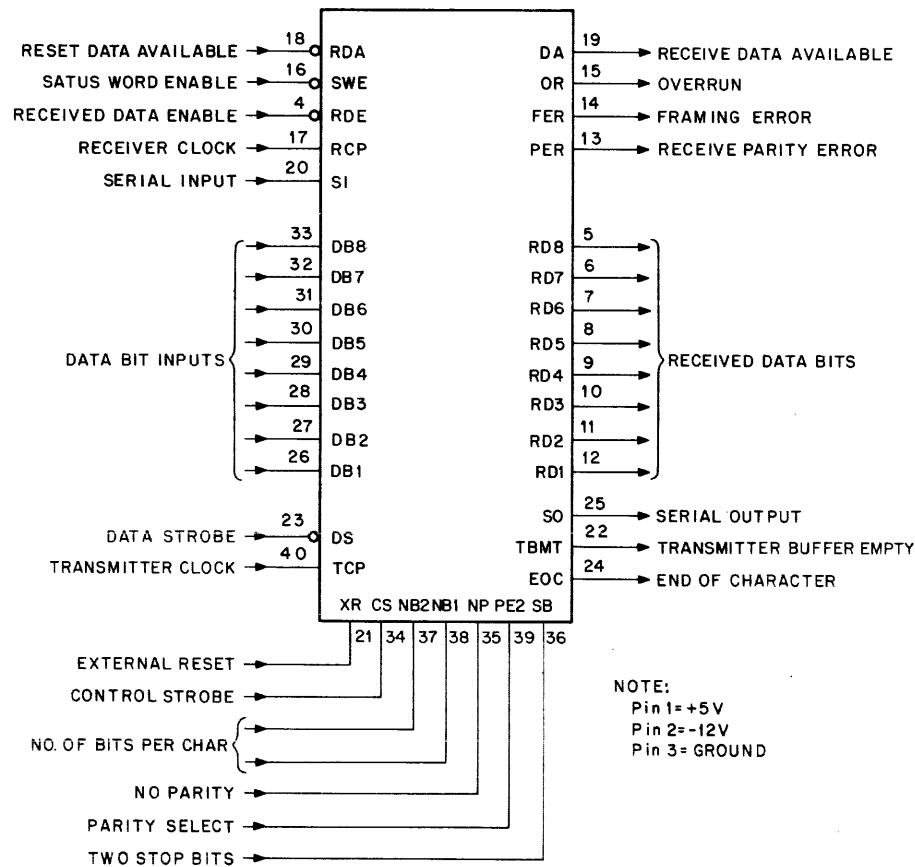 RESET DATA AVAILABLE 18 RDA DA 19 RECEIVE DATA AVAILABLE
SATUS WORD ENABLE 16 SWE OR 15 OVERRUN
RECEIVED DATA ENABLE 4 RDE FER 14 FRAMING ERROR
RECEIVER CLOCK 17 RCP PER 13 RECEIVE PARITY ERROR
SERIAL INPUT 20 SI
33 DB8 RD8 5
32 DB7 RD7 6
31 DB6 RD6 7
30 DB5 RD5 8
DATA BIT INPUTS RECEIVED DATA BITS
29 DB4 RD4 9
28 DB3 RD3 10
27 DB2 RD2 11
26 DB1 RD1 12
SO 25 SERIAL OUTPUT
DATA STROBE 23 DS TBMT 22 TRANSMITTER BUFFER EMPTY
TRANSMITTER CLOCK 40 TCP EOC 24 END OF CHARACTER
XR CS NB2 NB1 NP PE2 SB
21 34 37 38 35 39 36
EXTERNAL RESET
CONTROL STROBE
NO. OF BITS PER CHAR
NO PARITY
PARITY SELECT
TWO STOP BITS
NOTE:
Pin 1=+5V
Pin 2=-12V
Pin 3= GROUND